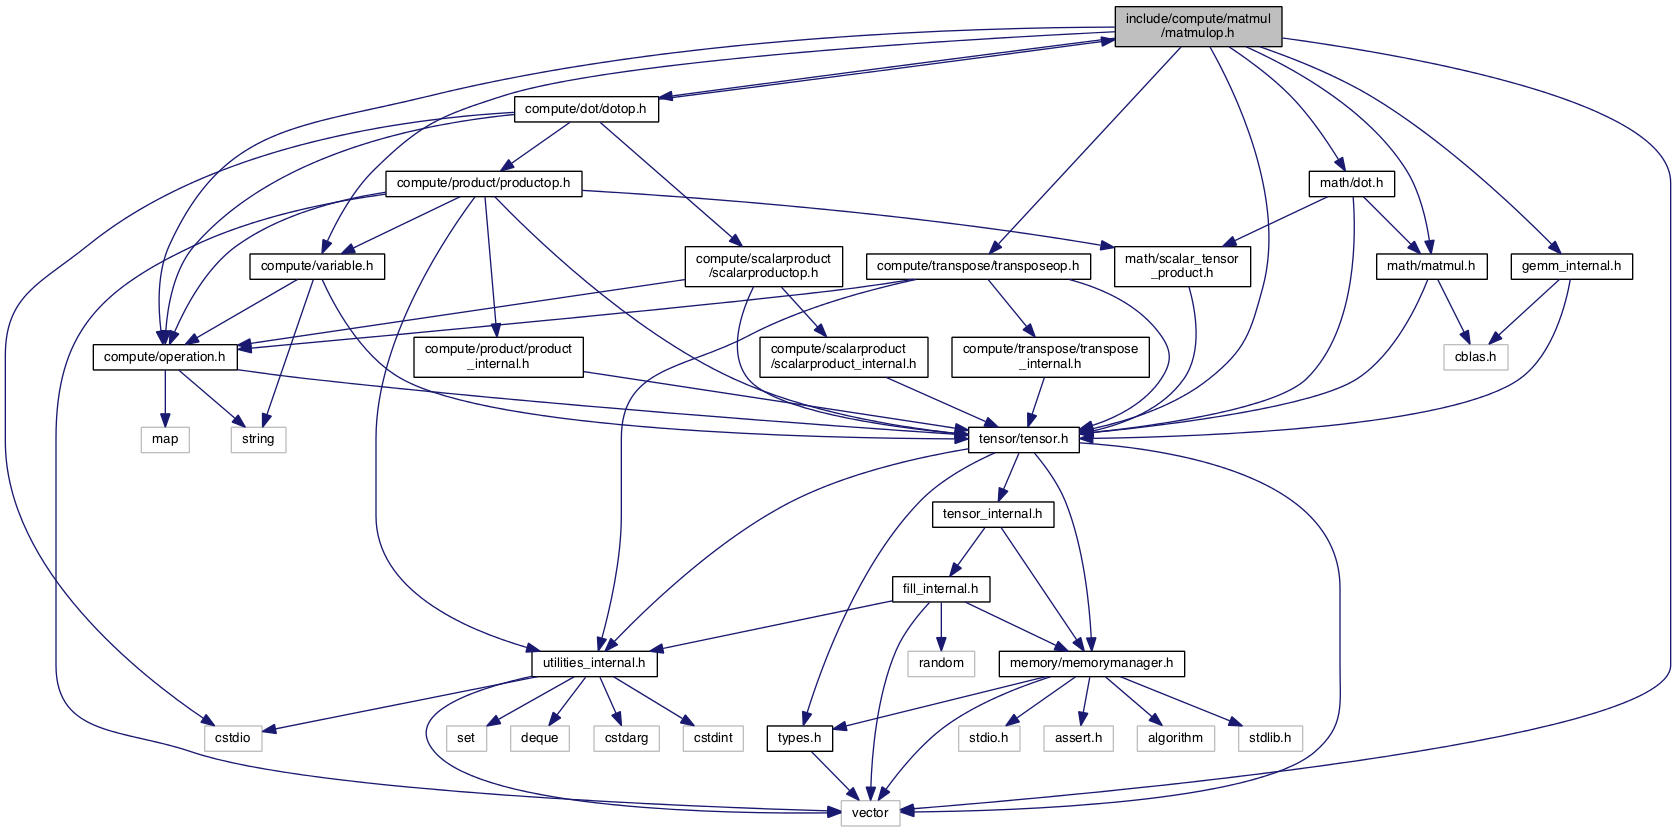 include/compute/matmul
/matmulop.h
compute/dot/dotop.h
compute/product/productop.h
math/dot.h
compute/variable.h
compute/scalarproduct
/scalarproductop.h
compute/transpose/transposeop.h
math/scalar_tensor
_product.h
math/matmul.h
gemm_internal.h
compute/operation.h
compute/product/product
_internal.h
compute/scalarproduct
/scalarproduct_internal.h
compute/transpose/transpose
_internal.h
cblas.h
map
string
tensor/tensor.h
tensor_internal.h
fill_internal.h
utilities_internal.h
random
memory/memorymanager.h
cstdio
set
deque
cstdarg
cstdint
types.h
stdio.h
assert.h
algorithm
stdlib.h
vector